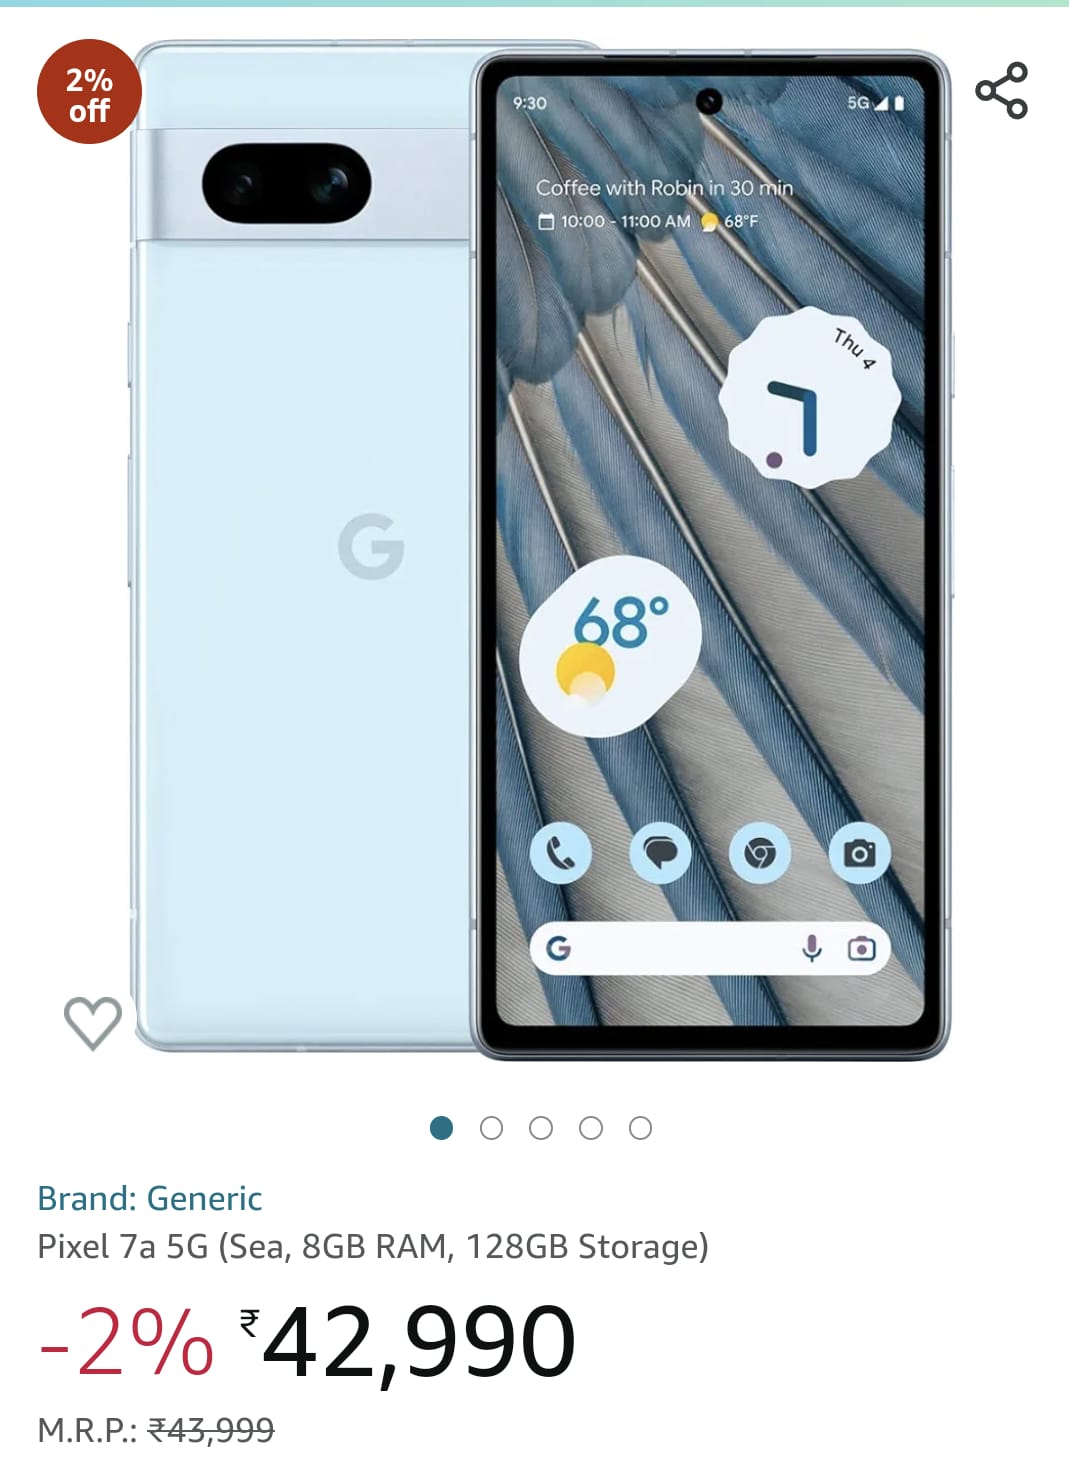 2%
off
9:30
5G
Coffee with Robin in 30 min
10:00 - 11:00 AM 68°F
Thu 4
68°
G
G
Brand: Generic
Pixel 7a 5G (Sea, 8GB RAM, 128GB Storage)
-2% ₹42,990
M.R.P.: ₹43,999